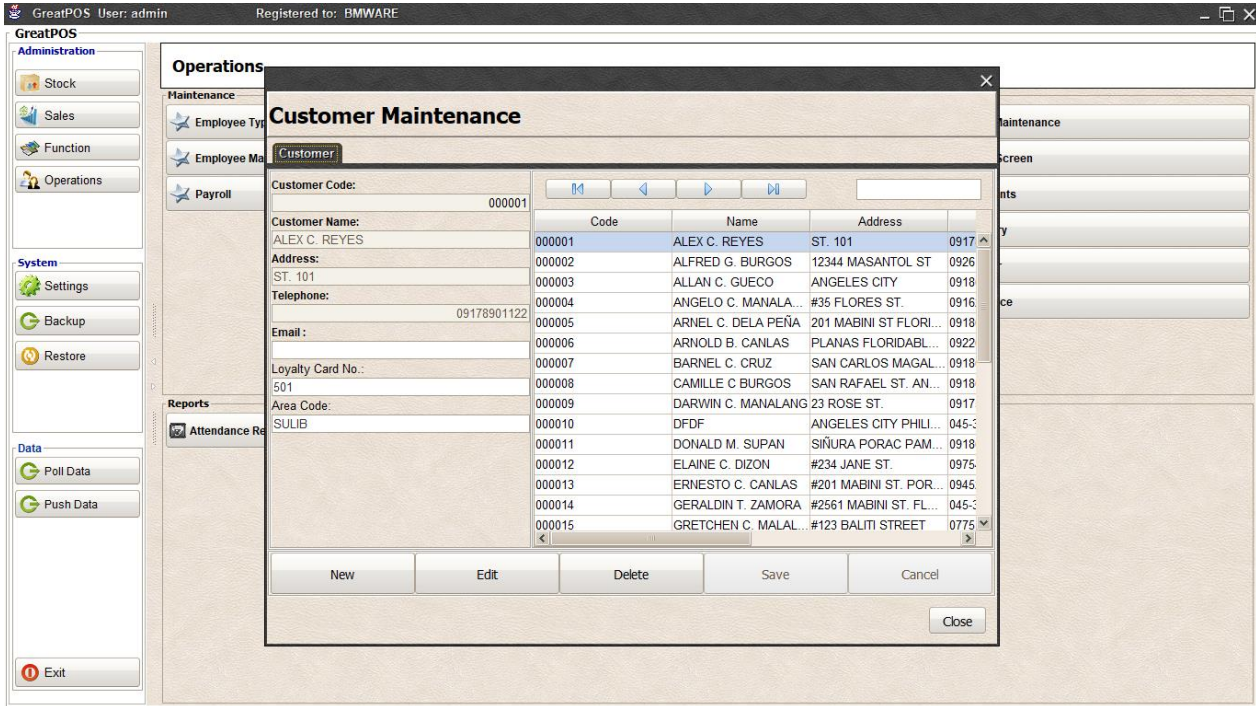 GreatPOS User: admin Registered to: BMWARE
GreatPOS
Administration
Stock
Sales
Function
Operations
System
Settings
Backup
Restore
Data
Poll Data
Push Data
Exit
Operations
Maintenance
Employee Typ
Employee Ma
Payroll
Maintenance
Screen
nts
ry
ce
Reports
Attendance Re
Customer Maintenance
Customer
Customer Code:
000001
Customer Name:
ALEX C. REYES
Address:
ST. 101
Telephone:
09178901122
Email :
Loyalty Card No.:
501
Area Code:
SULIB
Code Name Address
000001 ALEX C. REYES ST. 101 0917
000002 ALFRED G. BURGOS 12344 MASANTOL ST 0926
000003 ALLAN C. GUECO ANGELES CITY 0918
000004 ANGELO C. MANALA... #35 FLORES ST. 0916
000005 ARNEL C. DELA PEÑA 201 MABINI ST FLORI... 0918
000006 ARNOLD B. CANLAS PLANAS FLORIDABL... 0922
000007 BARNEL C. CRUZ SAN CARLOS MAGAL... 0918
000008 CAMILLE C BURGOS SAN RAFAEL ST. AN... 0918
000009 DARWIN C. MANALANG 23 ROSE ST. 0917
000010 DFDF ANGELES CITY PHILI... 045-3
000011 DONALD M. SUPAN SIÑURA PORAC PAM... 0918
000012 ELAINE C. DIZON #234 JANE ST. 0975
000013 ERNESTO C. CANLAS #201 MABINI ST. POR... 0945
000014 GERALDIN T. ZAMORA #2561 MABINI ST. FL... 045-3
000015 GRETCHEN C. MALAL... #123 BALITI STREET 0775
New Edit Delete Save Cancel
Close